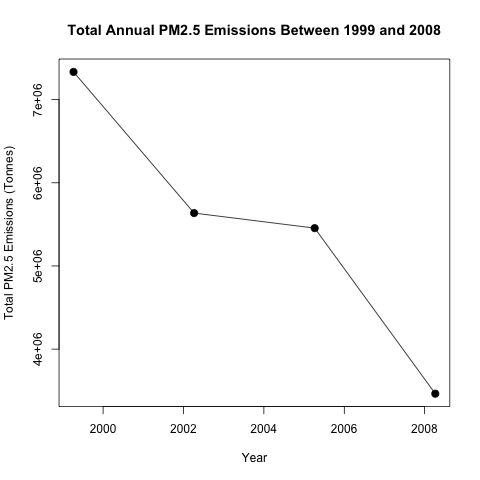 Total Annual PM2.5 Emissions Between 1999 and 2008
Total PM2.5 Emissions (Tonnes)
7e+06
6e+06
5e+06
4e+06
2000 2002 2004 2006 2008
Year